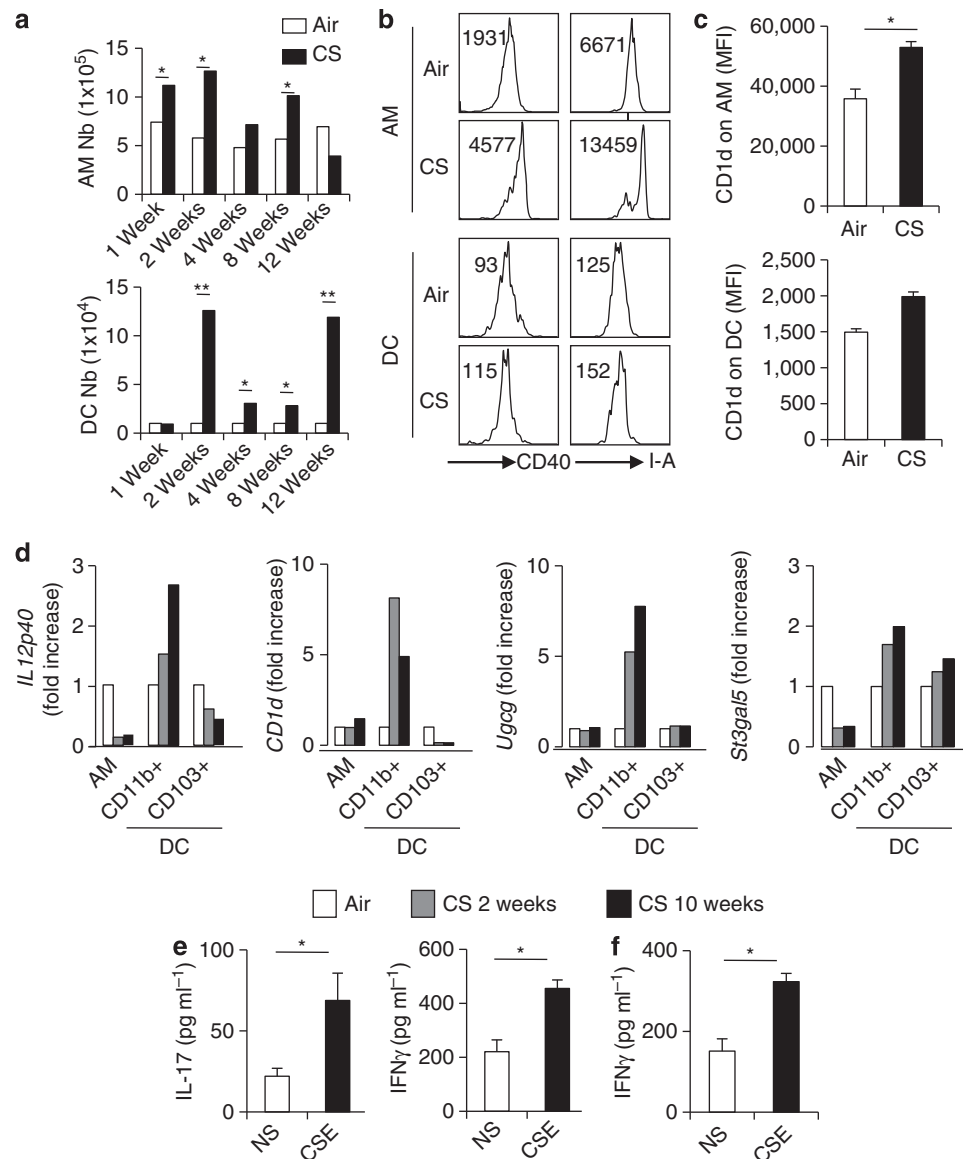 a
Air
CS
AM Nb (1x10⁵)
15
10
5
0
* * *
1 Week
2 Weeks
4 Weeks
8 Weeks
12 Weeks
DC Nb (1x10⁴)
15
10
5
0
** * * **
1 Week
2 Weeks
4 Weeks
8 Weeks
12 Weeks
b
AM
Air
1931
6671
CS
4577
13459
DC
Air
93
125
CS
115
152
CD40
I-A
c
CD1d on AM (MFI)
60,000
40,000
20,000
0
*
Air
CS
CD1d on DC (MFI)
2,500
2,000
1,500
1,000
500
0
Air
CS
d
IL12p40
(fold increase)
3
2
1
0
AM
CD11b+
CD103+
DC
CD1d (fold increase)
10
5
0
AM
CD11b+
CD103+
DC
Ugcg (fold increase)
10
5
0
AM
CD11b+
CD103+
DC
St3gal5 (fold increase)
3
2
1
0
AM
CD11b+
CD103+
DC
Air
CS 2 weeks
CS 10 weeks
e
IL-17 (pg ml⁻¹)
100
50
0
*
NS
CSE
IFNγ (pg ml⁻¹)
600
400
200
0
*
NS
CSE
f
IFNγ (pg ml⁻¹)
400
200
0
*
NS
CSE